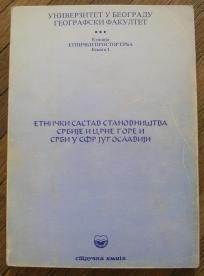 УНИВЕРЗИТЕТ У БЕОГРАДУ
ГЕОГРАФСКИ ФАКУЛТЕТ
***
Едиција
ЕТНИЧКИ ПРОСТОР СРБА
Књига 1
ЕТНИЧКИ САСТАВ СТАНОВНИШТВА
СРБИЈЕ И ЦРНЕ ГОРЕ И
СРБИ У СФР ЈУГОСЛАВИЈИ
стручна књига